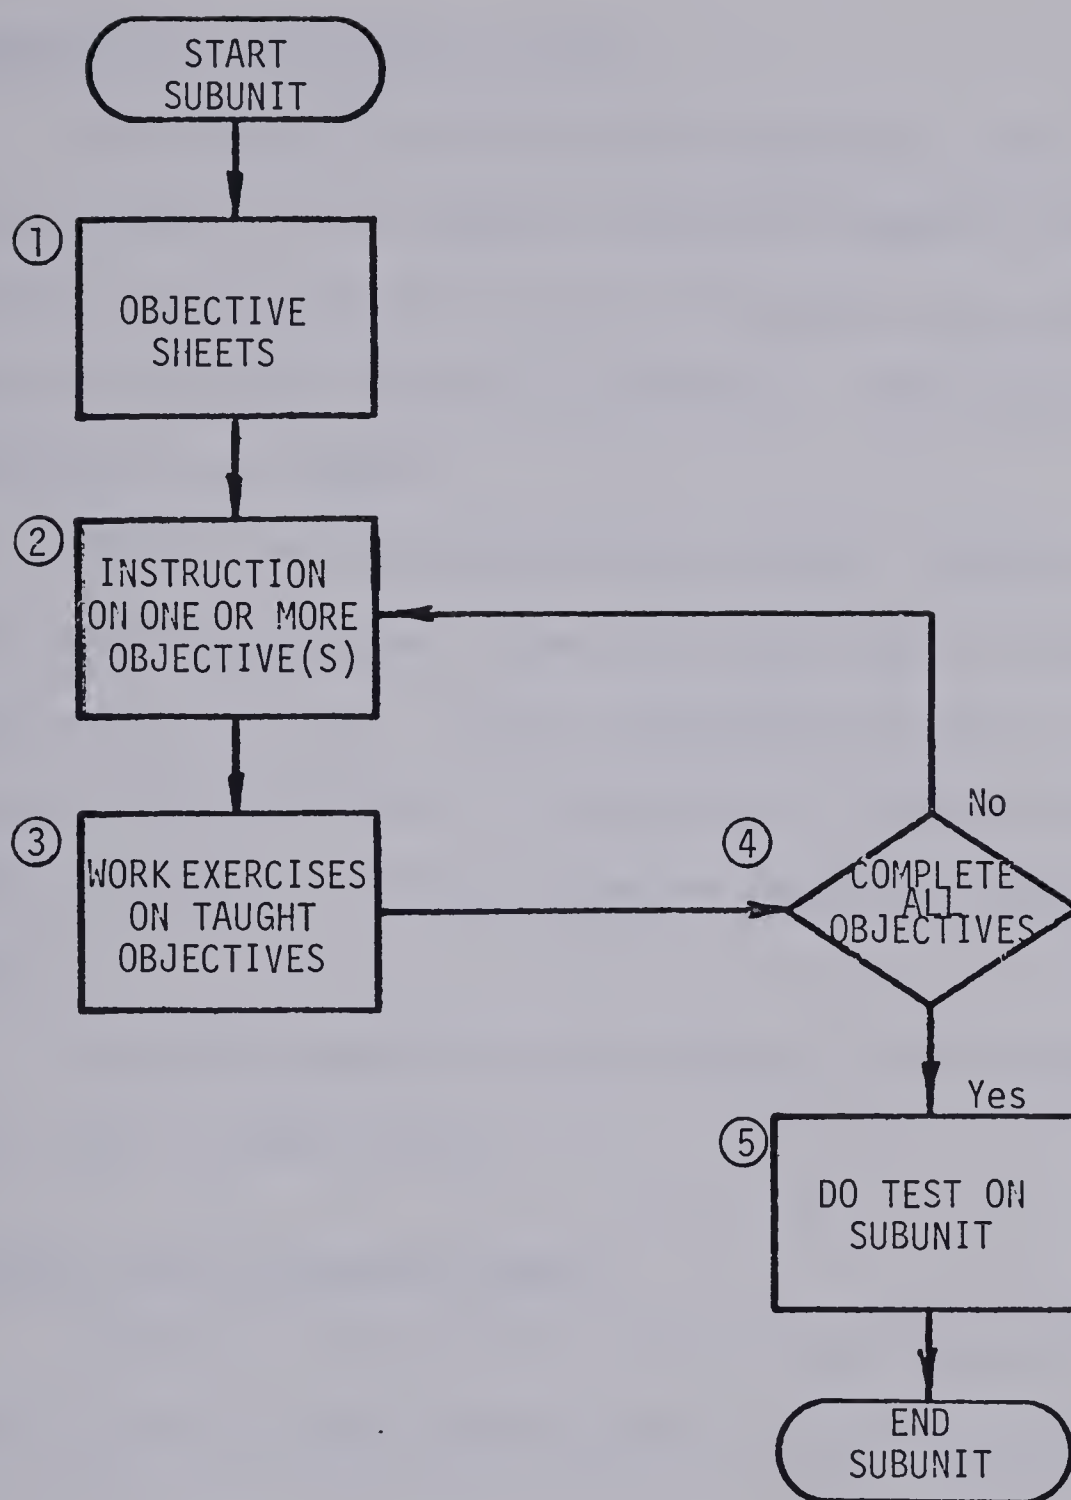 START
SUBUNIT
1
OBJECTIVE
SHEETS
2
INSTRUCTION
ON ONE OR MORE
OBJECTIVE(S)
3
WORK EXERCISES
ON TAUGHT
OBJECTIVES
4
No
COMPLETE
ALL
OBJECTIVES
Yes
5
DO TEST ON
SUBUNIT
END
SUBUNIT